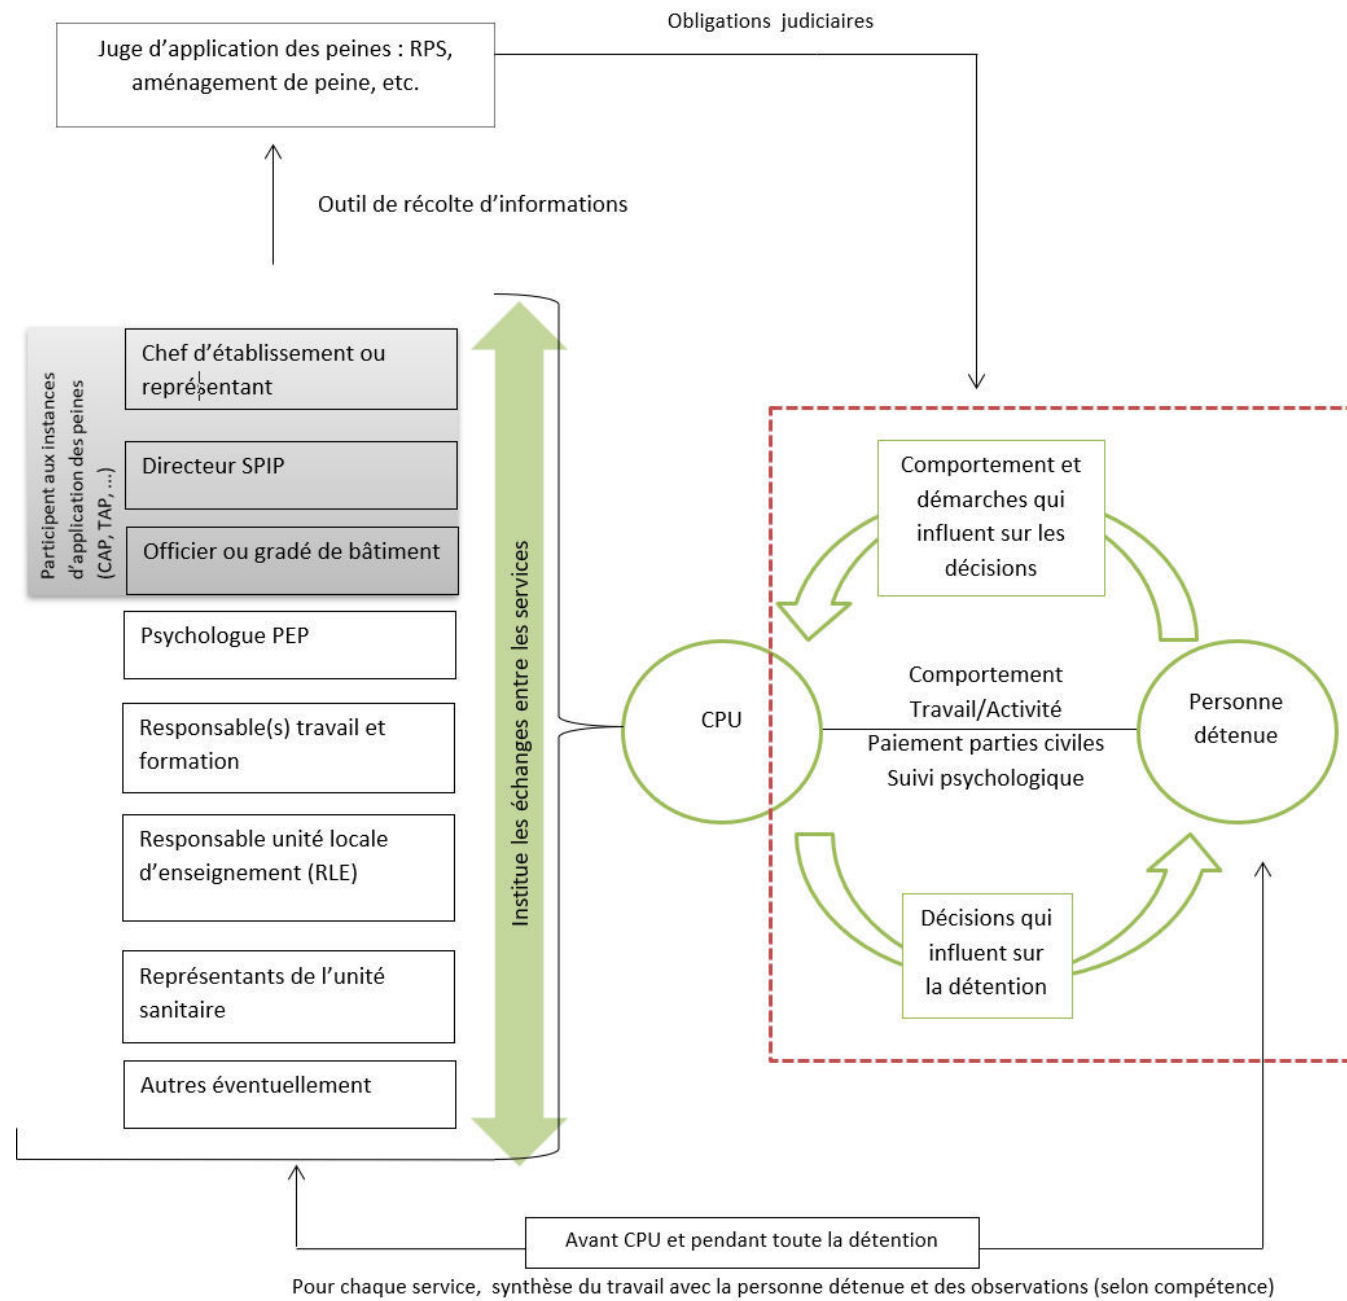 Obligations judiciaires
Juge d’application des peines : RPS,
aménagement de peine, etc.
Outil de récolte d’informations
Participent aux instances
d’application des peines
(CAP, TAP, ...)
Chef d’établissement ou
représentant
Directeur SPIP
Officier ou gradé de bâtiment
Psychologue PEP
Responsable(s) travail et
formation
Responsable unité locale
d’enseignement (RLE)
Représentants de l’unité
sanitaire
Autres éventuellement
Institue les échanges entre les services
CPU
Comportement et
démarches qui
influent sur les
décisions
Comportement
Travail/Activité
Paiement parties civiles
Suivi psychologique
Personne
détenue
Décisions qui
influent sur
la détention
Avant CPU et pendant toute la détention
Pour chaque service, synthèse du travail avec la personne détenue et des observations (selon compétence)